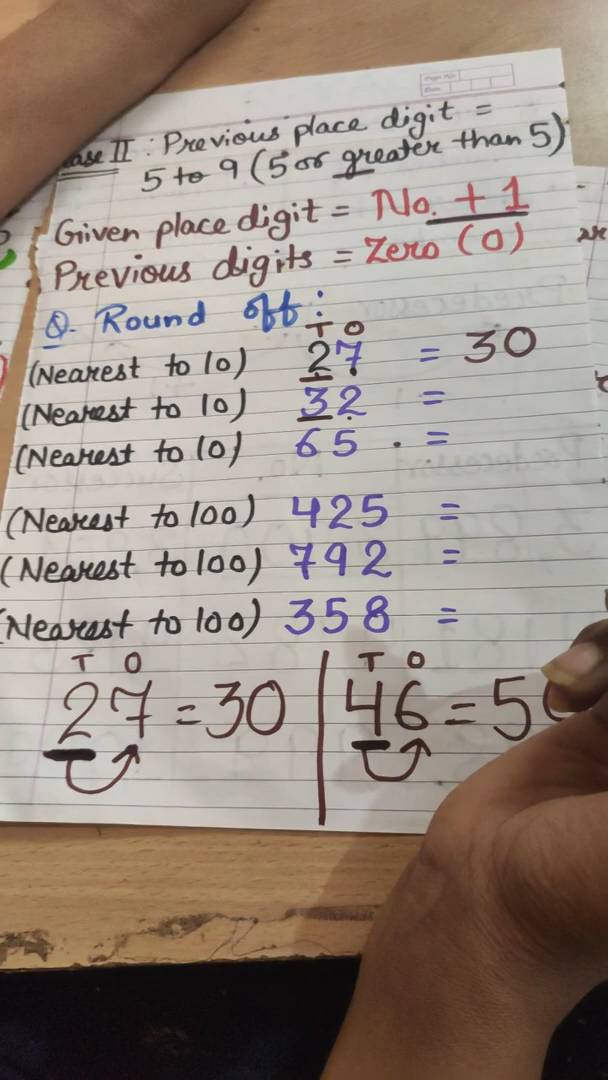 Case II : Previous place digit =
5 to 9 (5 or greater than 5)
Given place digit = No. + 1
Previous digits = Zero (0)
Q. Round off :
T O
(Nearest to 10) 27 = 30
(Nearest to 10) 32 =
(Nearest to 10) 65 . =
(Nearest to 100) 425 =
(Nearest to 100) 792 =
(Nearest to 100) 358 =
T O T O
27 = 30 | 46 = 50